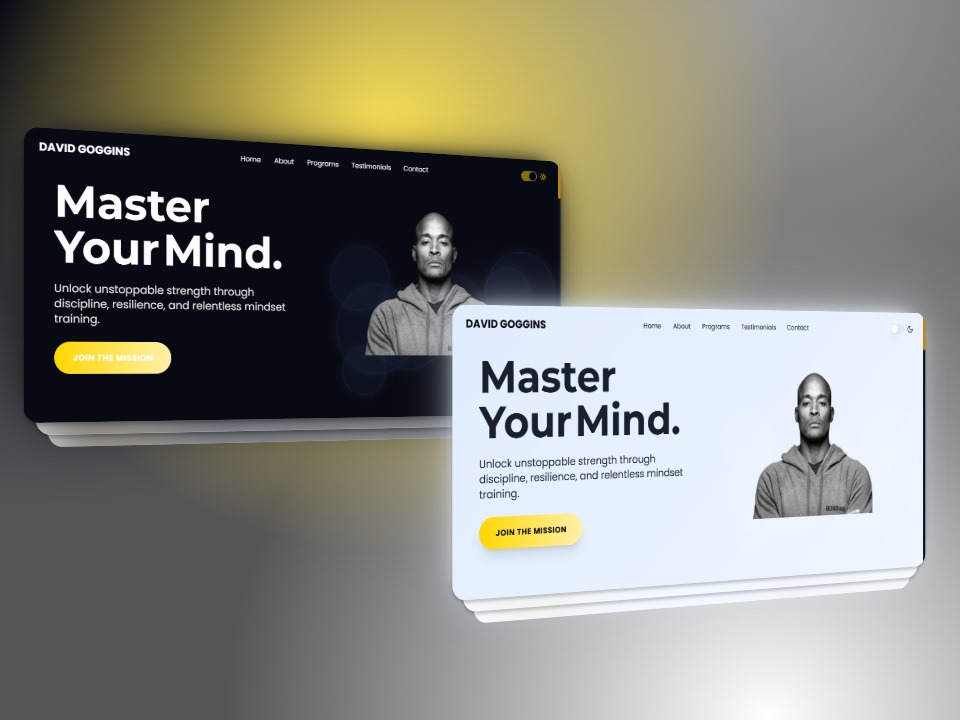 DAVID GOGGINS
Home About Programs Testimonials Contact
Master
Your Mind.
Unlock unstoppable strength through
discipline, resilience, and relentless mindset
training.
JOIN THE MISSION
DAVID GOGGINS
Home About Programs Testimonials Contact
Master
Your Mind.
Unlock unstoppable strength through
discipline, resilience, and relentless mindset
training.
JOIN THE MISSION